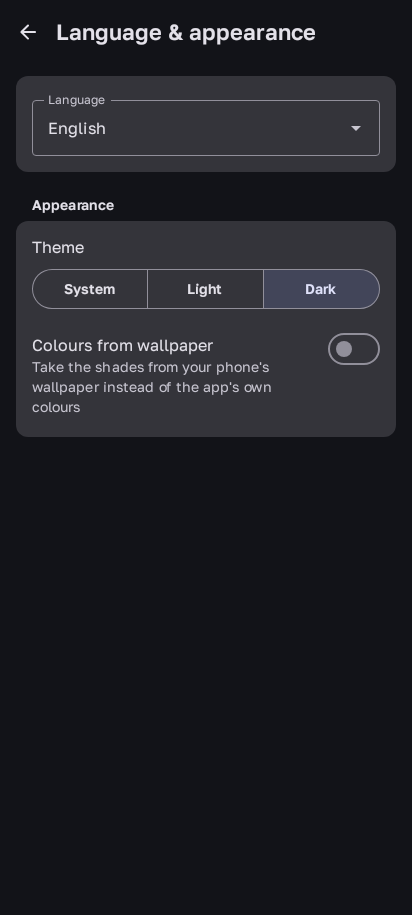 Language & appearance
Language
English
Appearance
Theme
System
Light
Dark
Colours from wallpaper
Take the shades from your phone's
wallpaper instead of the app's own
colours